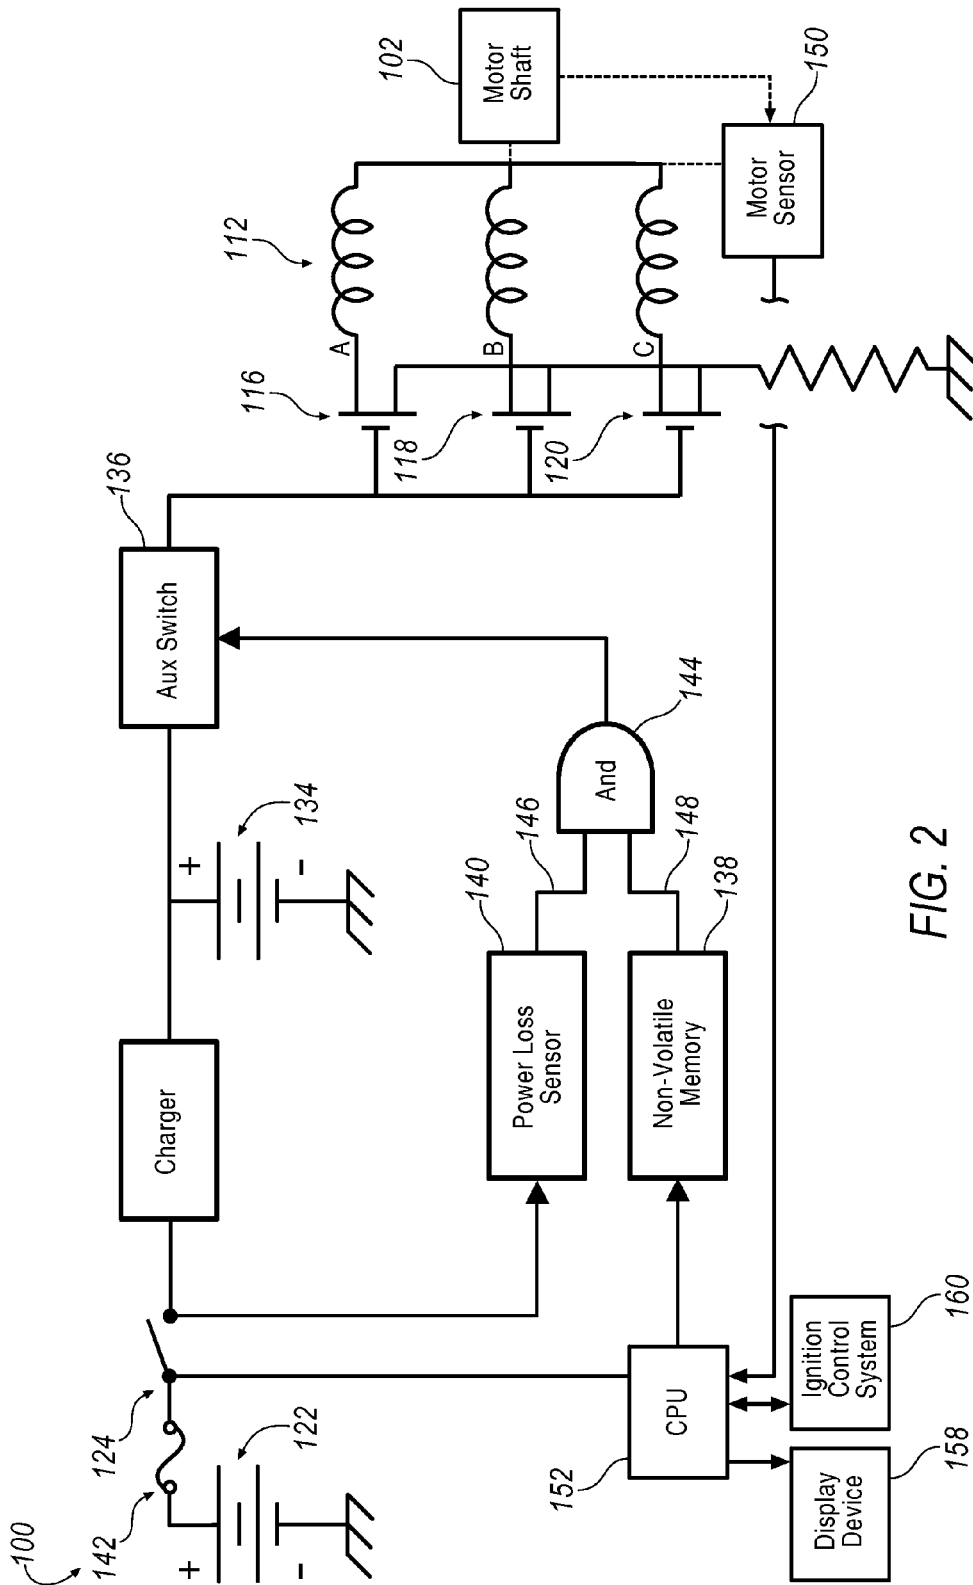 100
142
124
122
+
-
Charger
+
-
134
Aux Switch
136
116
118
120
A
B
C
112
Motor
Shaft
102
Motor
Sensor
150
Power Loss
Sensor
140
146
And
144
148
Non-Volatile
Memory
138
CPU
152
Ignition
Control
System
160
Display
Device
158
FIG. 2